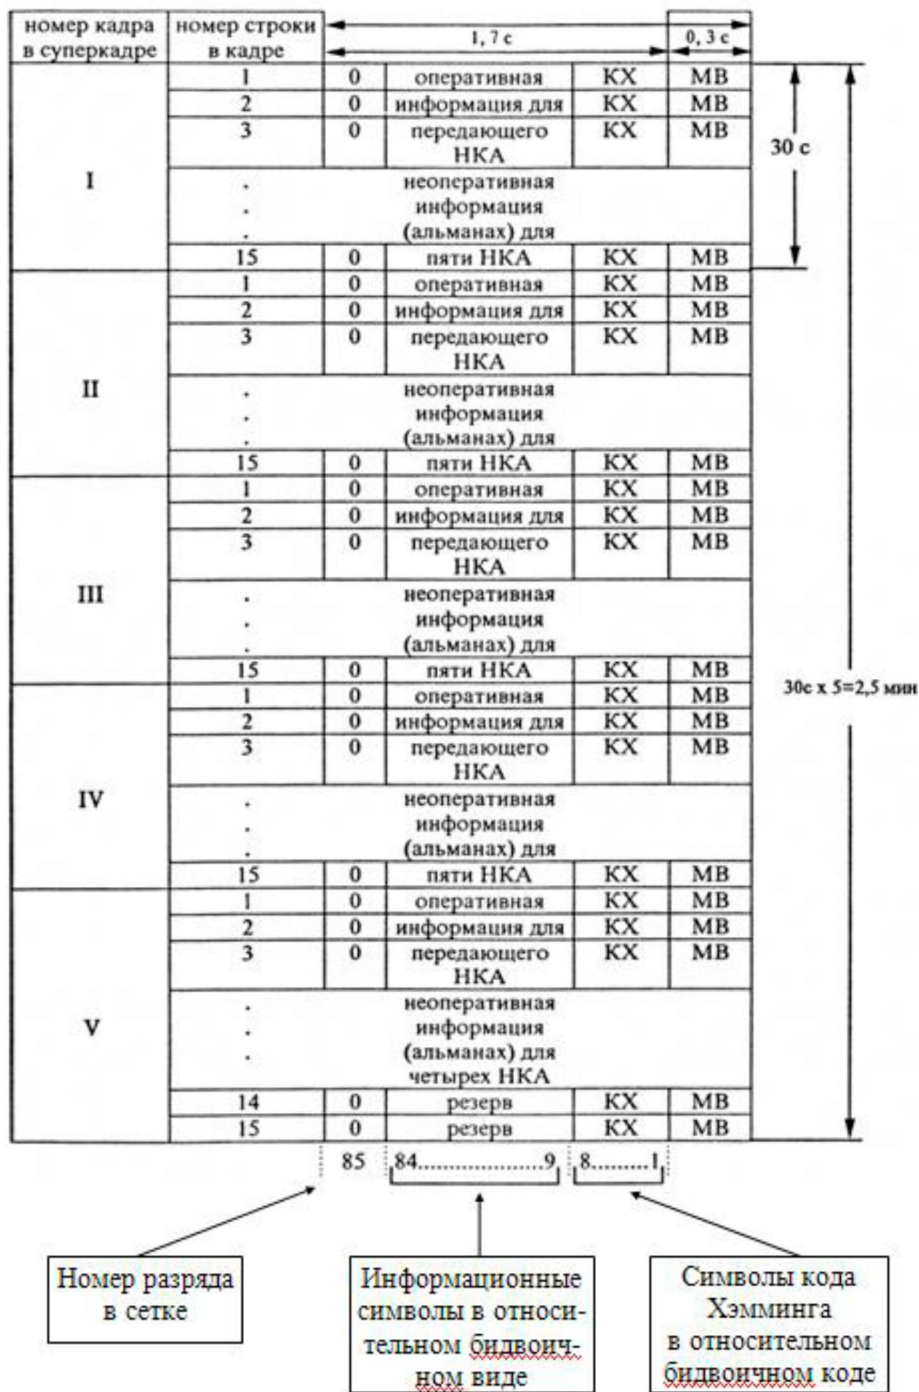 номер кадра
в суперкадре
номер строки
в кадре
1, 7 с
0, 3 с
I
1 0 оперативная КХ МВ
2 0 информация для КХ МВ
3 0 передающего КХ МВ
НКА
. неоперативная
. информация
. (альманах) для
15 0 пяти НКА КХ МВ
30 с
II
1 0 оперативная КХ МВ
2 0 информация для КХ МВ
3 0 передающего КХ МВ
НКА
. неоперативная
. информация
. (альманах) для
15 0 пяти НКА КХ МВ
III
1 0 оперативная КХ МВ
2 0 информация для КХ МВ
3 0 передающего КХ МВ
НКА
. неоперативная
. информация
. (альманах) для
15 0 пяти НКА КХ МВ
30с х 5=2,5 мин
IV
1 0 оперативная КХ МВ
2 0 информация для КХ МВ
3 0 передающего КХ МВ
НКА
. неоперативная
. информация
. (альманах) для
15 0 пяти НКА КХ МВ
V
1 0 оперативная КХ МВ
2 0 информация для КХ МВ
3 0 передающего КХ МВ
НКА
. неоперативная
. информация
. (альманах) для
четырех НКА
14 0 резерв КХ МВ
15 0 резерв КХ МВ
85 84.....................9 8.........1
Номер разряда
в сетке
Информационные
символы в относи-
тельном бидвоич-
ном виде
Символы кода
Хэмминга
в относительном
бидвоичном коде